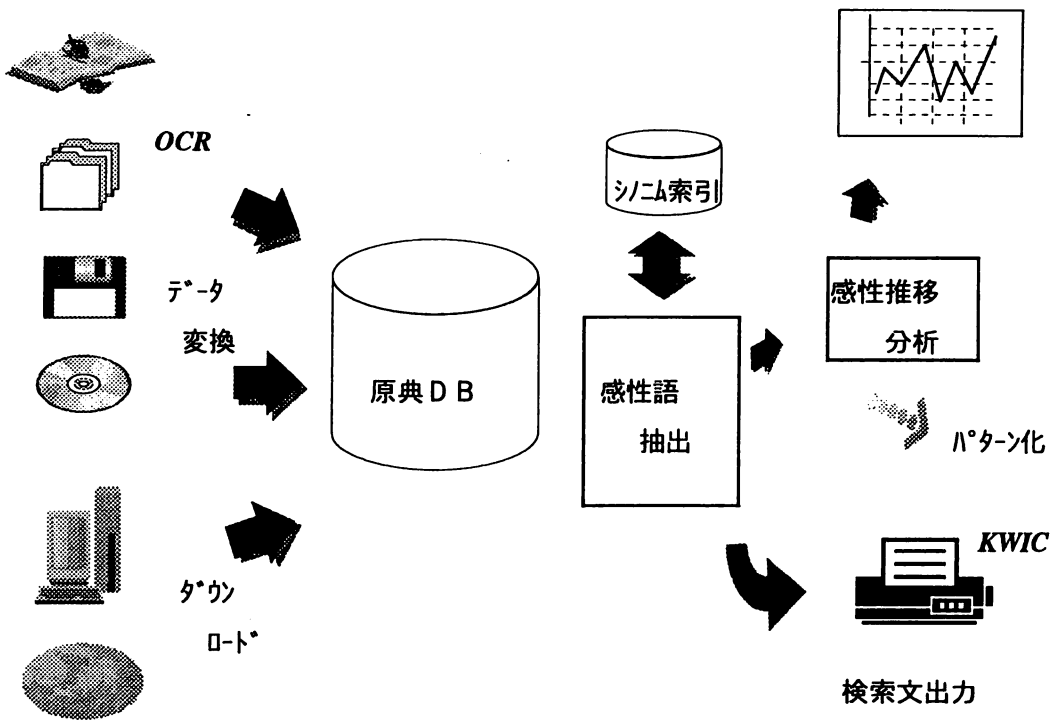 OCR
データ
変換
ダウン
ロード
原典DB
シノニム索引
感性語
抽出
感性推移
分析
パターン化
KWIC
検索文出力